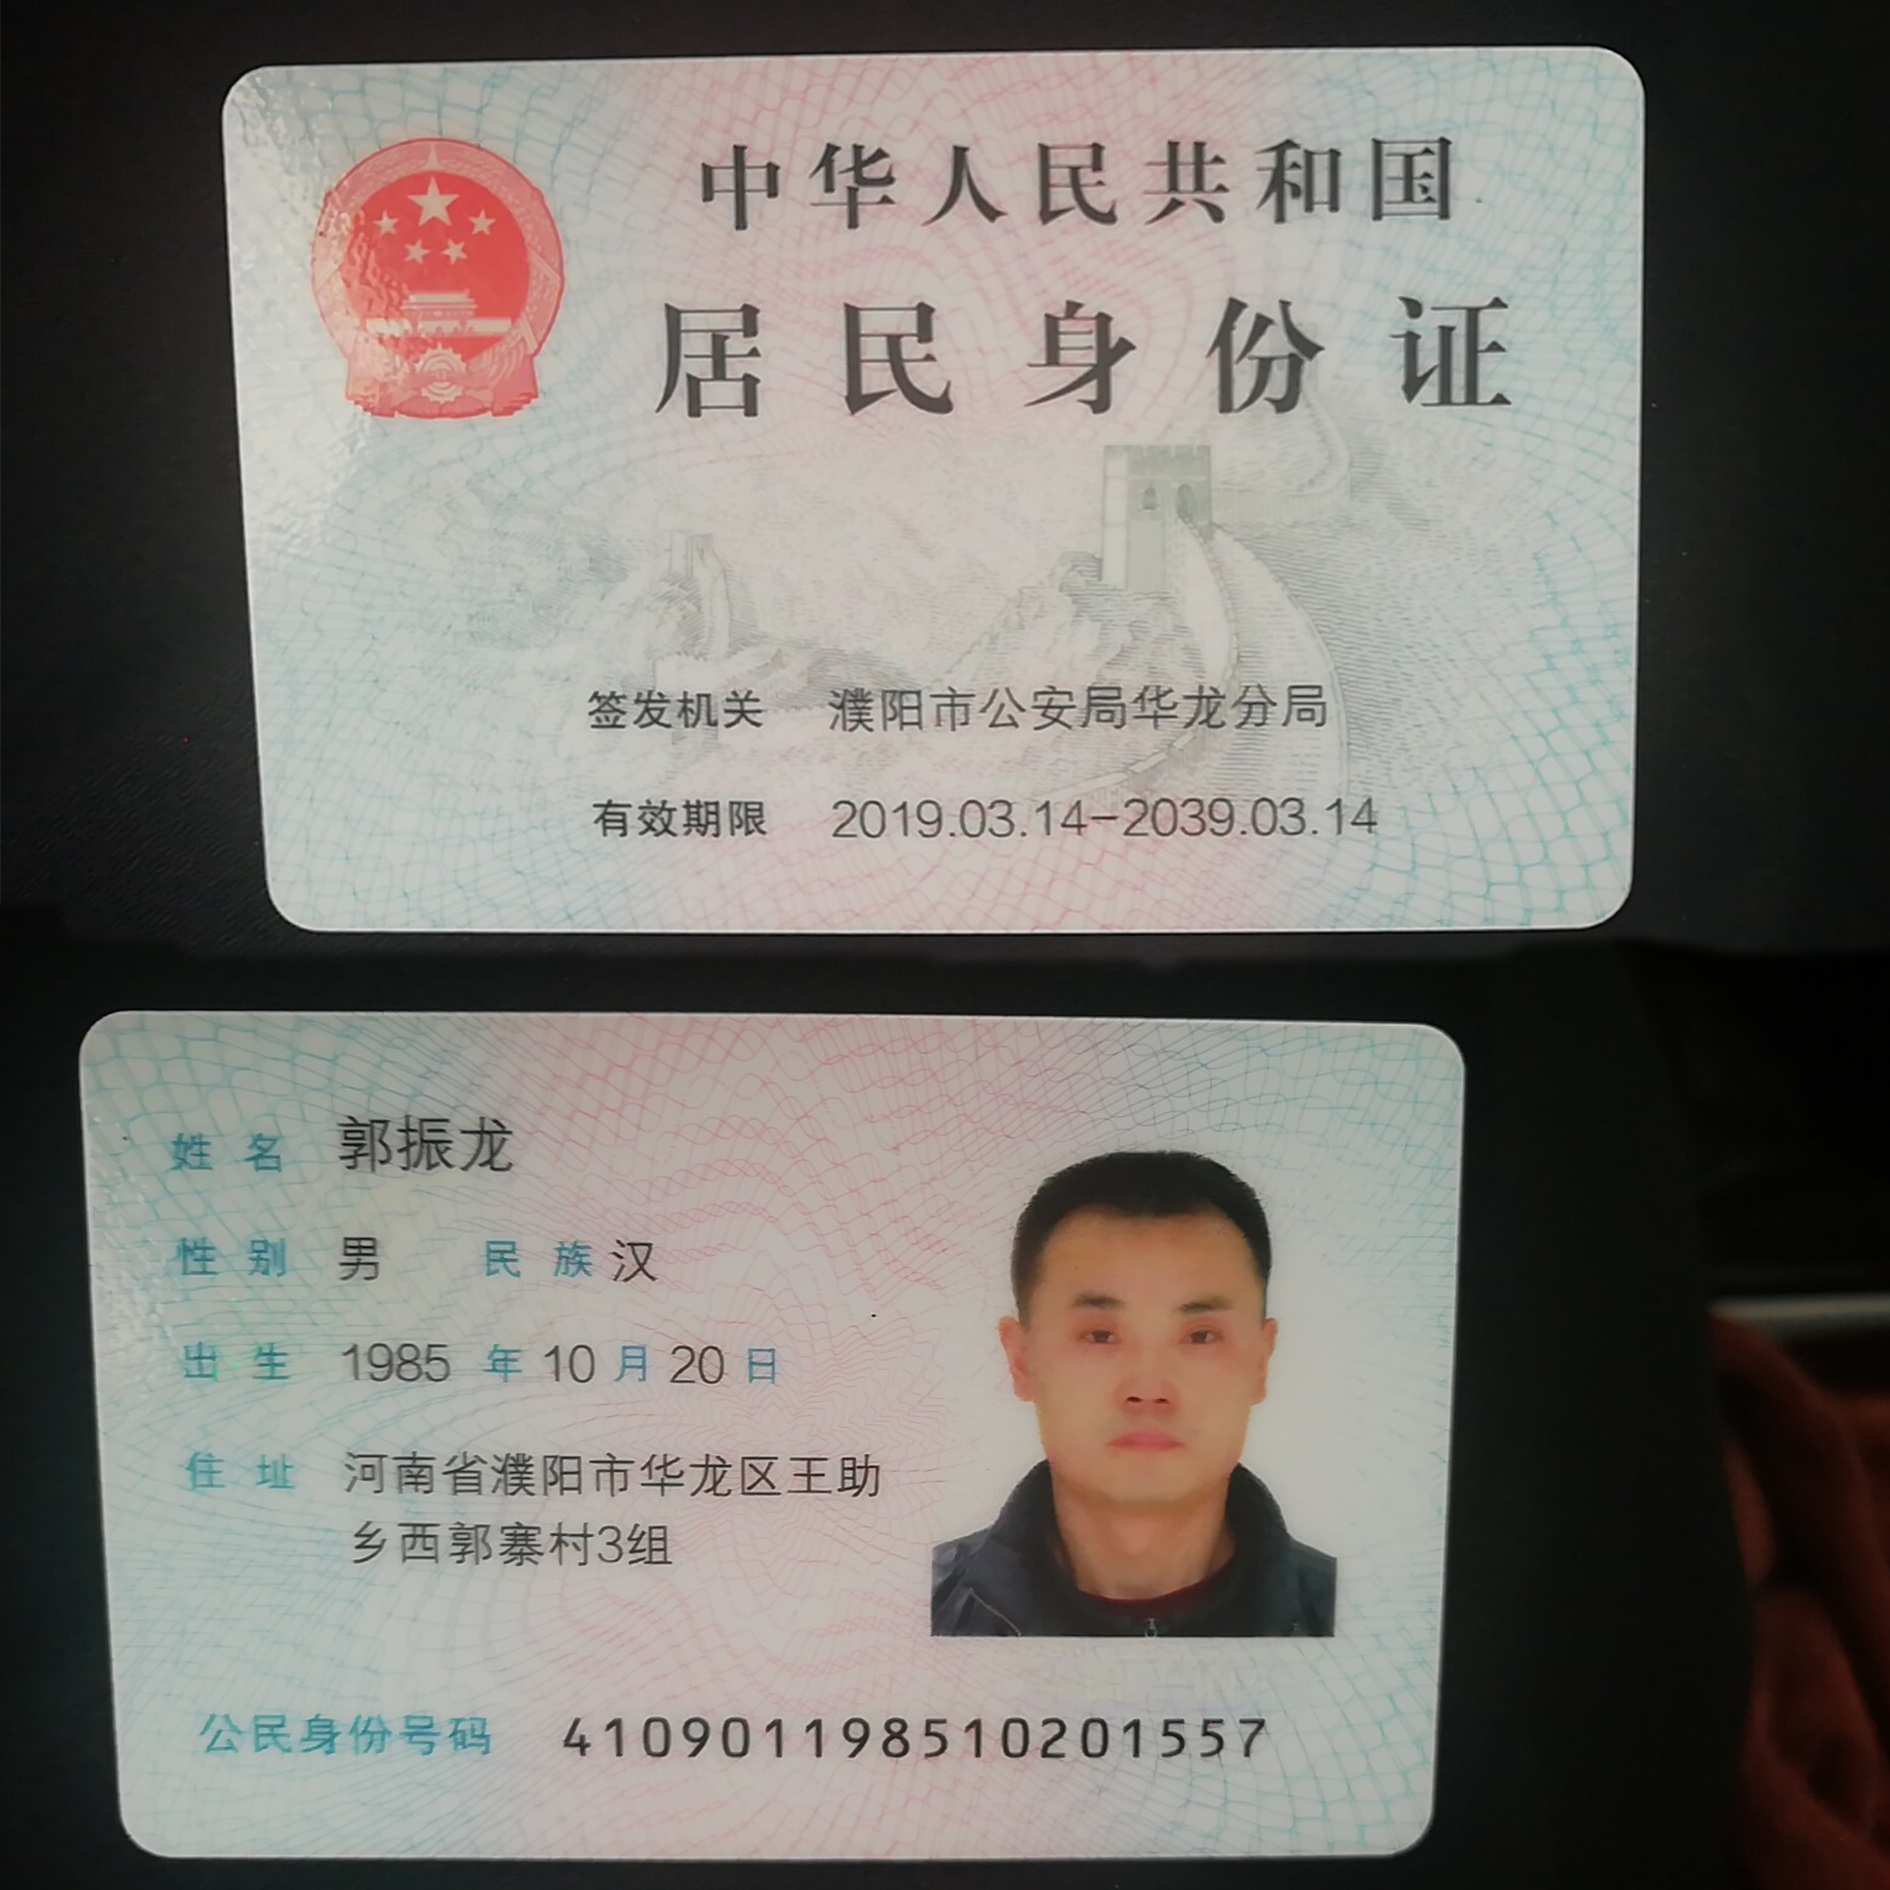 中华人民共和国
居民身份证
签发机关 濮阳市公安局华龙分局
有效期限 2019.03.14-2039.03.14
姓名 郭振龙
性别 男 民族 汉
出生 1985 年 10 月 20 日
住址 河南省濮阳市华龙区王助
乡西郭寨村3组
公民身份号码 410901198510201557